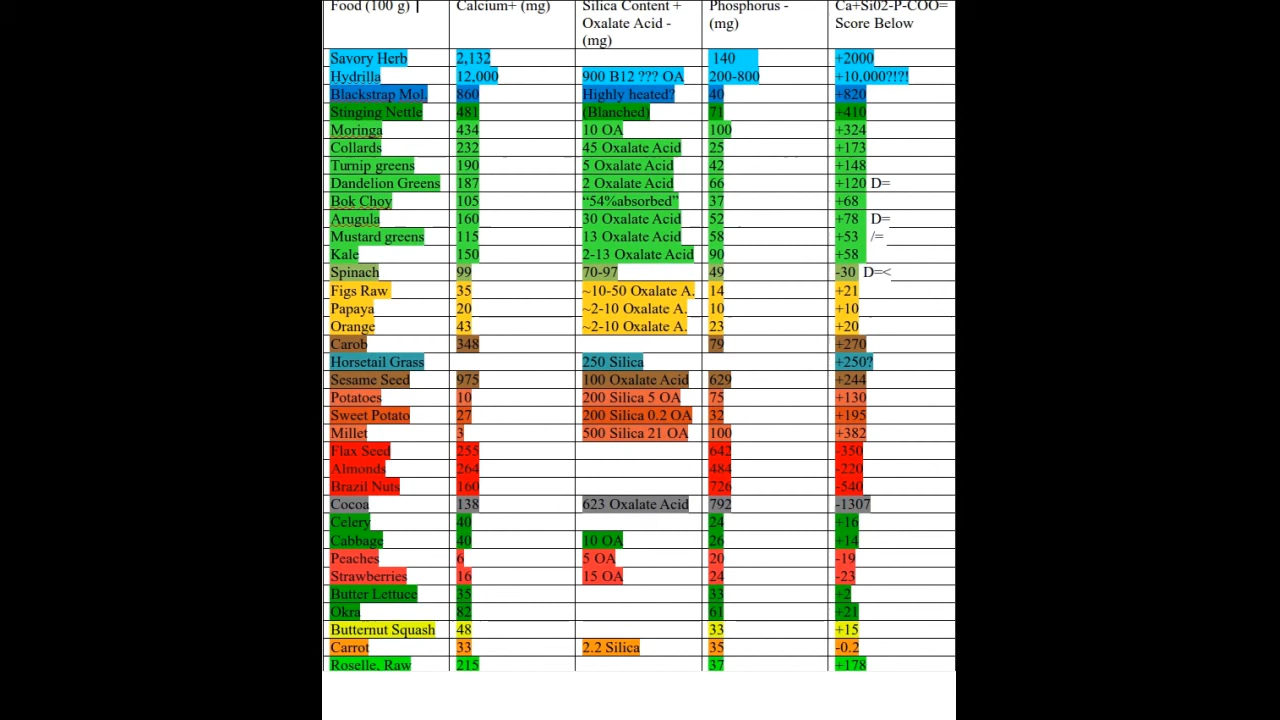 Food (100 g) Calcium+ (mg) Silica Content + Phosphorus - Ca+Si02-P-COO=
Oxalate Acid - (mg) Score Below
(mg)
Savory Herb 2,132 140 +2000
Hydrilla 12,000 900 B12 ??? OA 200-800 +10,000?!?!
Blackstrap Mol. 860 Highly heated? 40 +820
Stinging Nettle 481 (Blanched) 71 +410
Moringa 434 10 OA 100 +324
Collards 232 45 Oxalate Acid 25 +173
Turnip greens 190 5 Oxalate Acid 42 +148
Dandelion Greens 187 2 Oxalate Acid 66 +120 D=
Bok Choy 105 “54%absorbed” 37 +68
Arugula 160 30 Oxalate Acid 52 +78 D=
Mustard greens 115 13 Oxalate Acid 58 +53 /=
Kale 150 2-13 Oxalate Acid 90 +58
Spinach 99 70-97 49 -30 D=<
Figs Raw 35 ~10-50 Oxalate A. 14 +21
Papaya 20 ~2-10 Oxalate A. 10 +10
Orange 43 ~2-10 Oxalate A. 23 +20
Carob 348 79 +270
Horsetail Grass 250 Silica +250?
Sesame Seed 975 100 Oxalate Acid 629 +244
Potatoes 10 200 Silica 5 OA 75 +130
Sweet Potato 27 200 Silica 0.2 OA 32 +195
Millet 3 500 Silica 21 OA 100 +382
Flax Seed 255 642 -350
Almonds 264 484 -220
Brazil Nuts 160 726 -540
Cocoa 138 623 Oxalate Acid 792 -1307
Celery 40 24 +16
Cabbage 40 10 OA 26 +14
Peaches 6 5 OA 20 -19
Strawberries 16 15 OA 24 -23
Butter Lettuce 35 33 +2
Okra 82 61 +21
Butternut Squash 48 33 +15
Carrot 33 2.2 Silica 35 -0.2
Roselle, Raw 215 37 +178